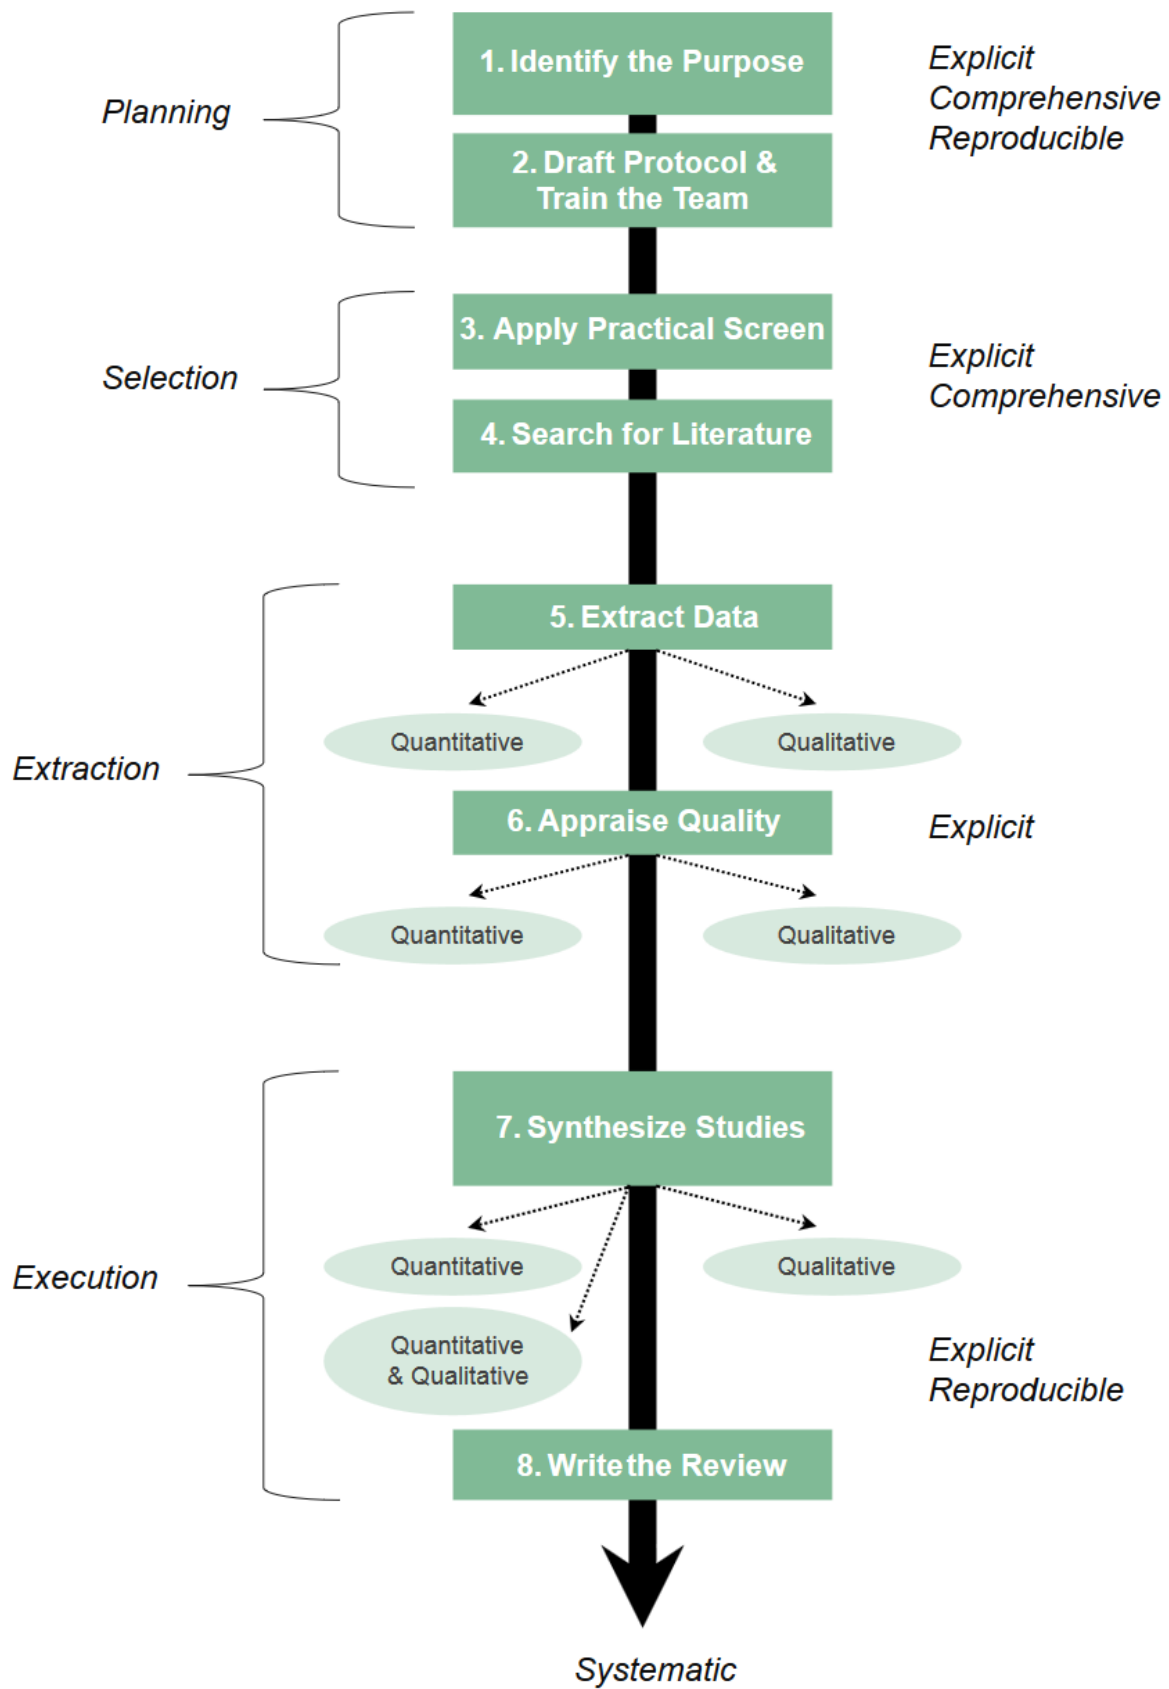 Planning
1. Identify the Purpose
Explicit
Comprehensive
Reproducible
2. Draft Protocol &
Train the Team
Selection
3. Apply Practical Screen
Explicit
Comprehensive
4. Search for Literature
Extraction
5. Extract Data
Quantitative
Qualitative
6. Appraise Quality
Explicit
Quantitative
Qualitative
Execution
7. Synthesize Studies
Quantitative
Qualitative
Quantitative
& Qualitative
Explicit
Reproducible
8. Write the Review
Systematic